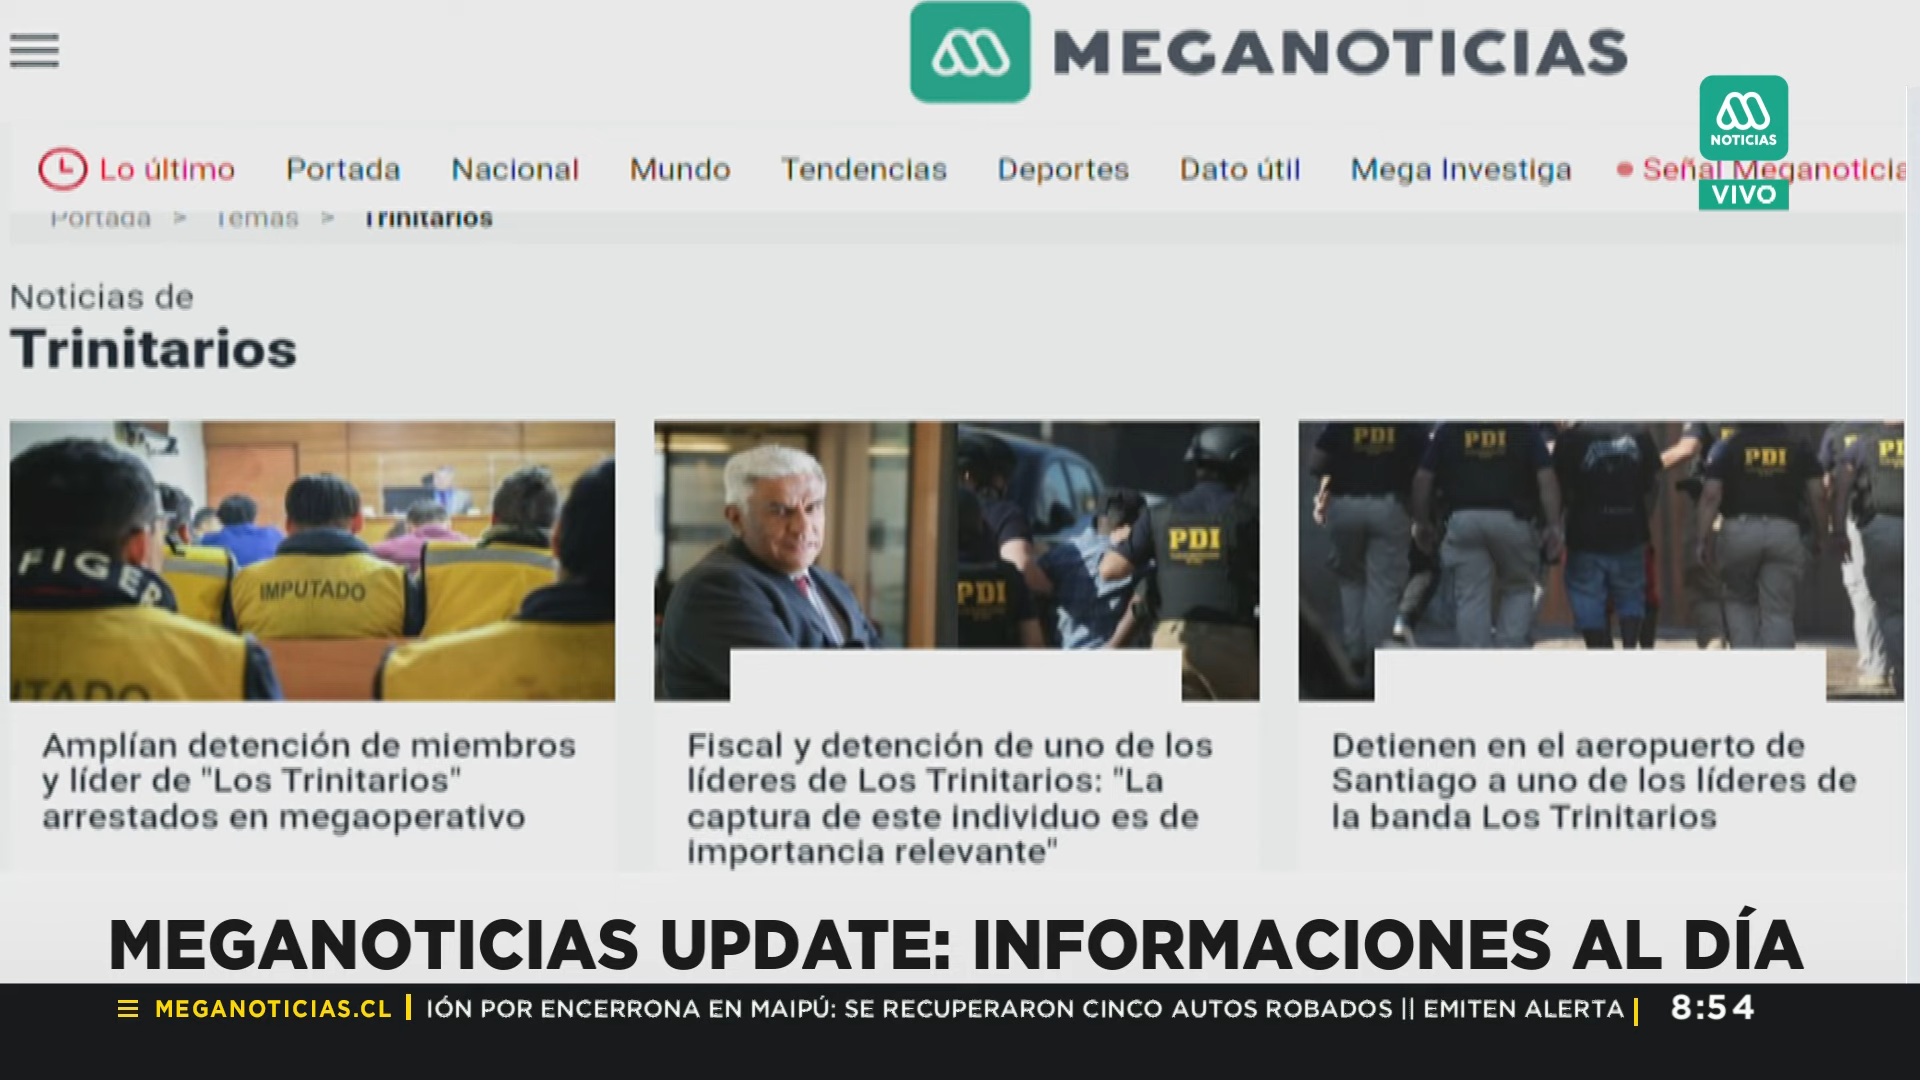 MEGANOTICIAS
NOTICIAS
VIVO
Lo último Portada Nacional Mundo Tendencias Deportes Dato útil Mega Investiga Señal Meganoticia
Portada > Temas > Trinitarios
Noticias de
Trinitarios
FIGER
IMPUTADO
PDI
PDI
PDI
PDI
PDI
Amplían detención de miembros
y líder de "Los Trinitarios"
arrestados en megaoperativo
Fiscal y detención de uno de los
líderes de Los Trinitarios: "La
captura de este individuo es de
importancia relevante"
Detienen en el aeropuerto de
Santiago a uno de los líderes de
la banda Los Trinitarios
MEGANOTICIAS UPDATE: INFORMACIONES AL DÍA
MEGANOTICIAS.CL | IÓN POR ENCERRONA EN MAIPÚ: SE RECUPERARON CINCO AUTOS ROBADOS || EMITEN ALERTA | 8:54